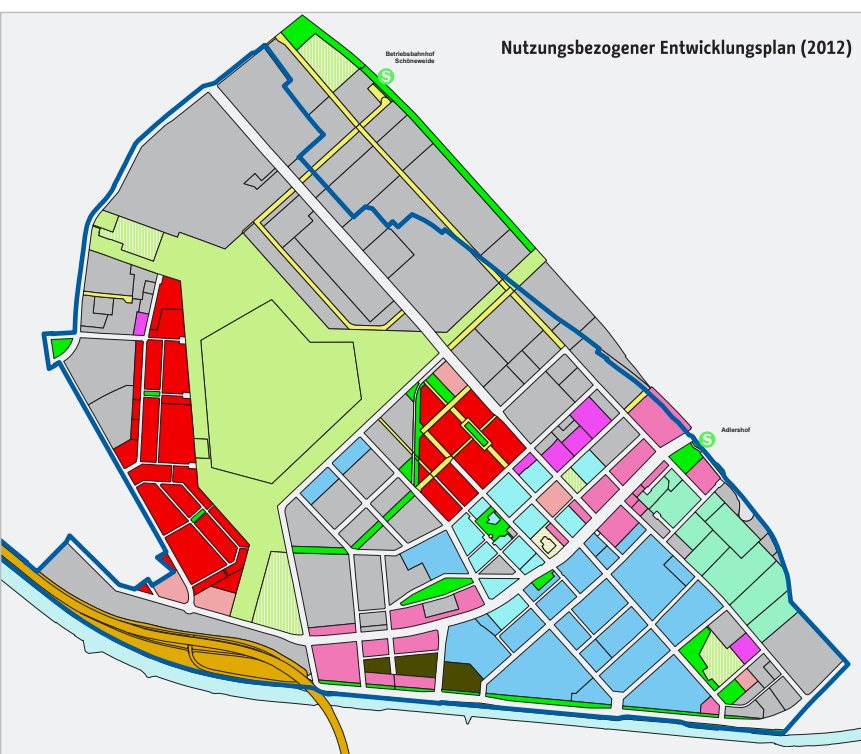 Nutzungsbezogener Entwicklungsplan (2012)
Betriebsbahnhof
Schöneweide
S
S
Adlershof